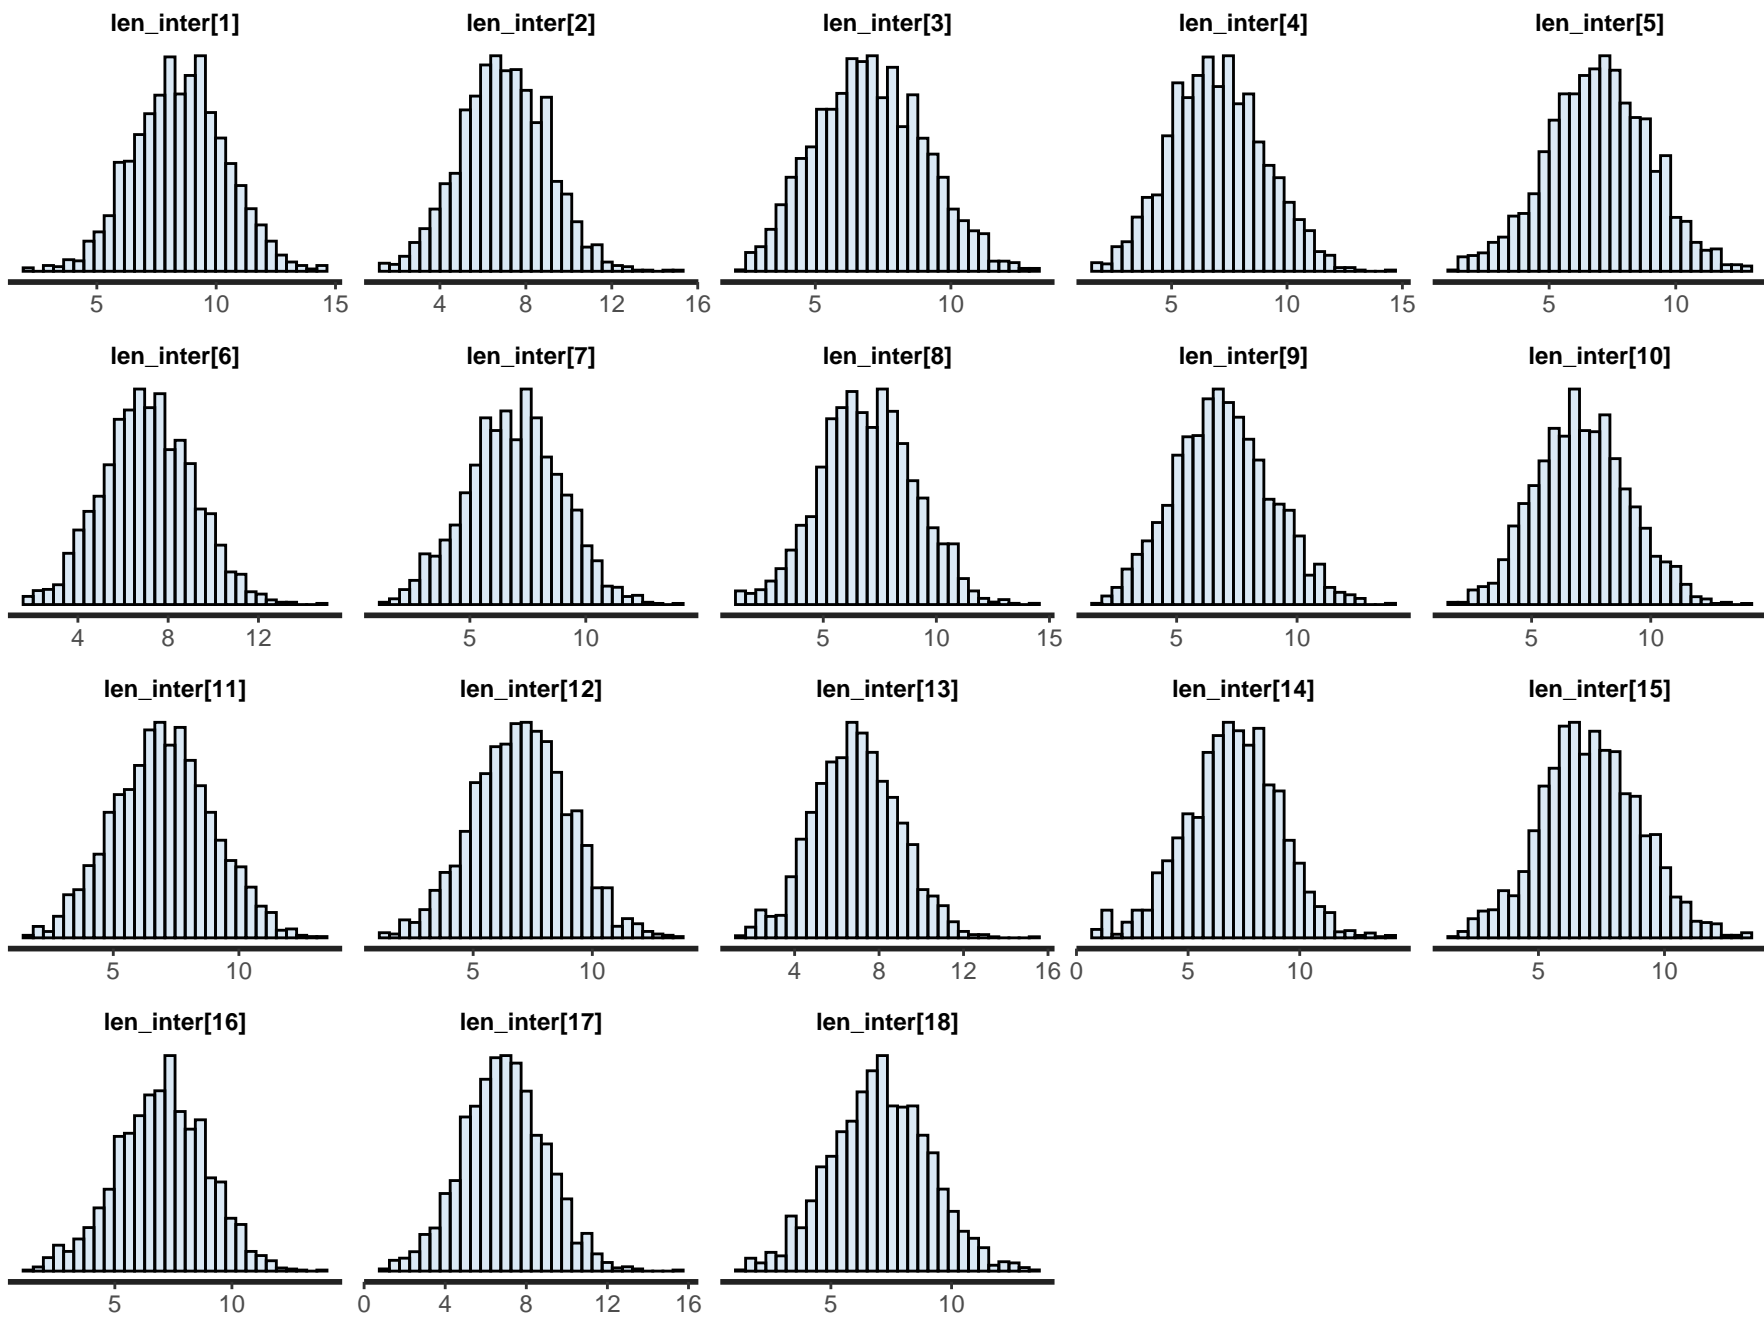 len_inter[1] len_inter[2] len_inter[3] len_inter[4] len_inter[5]
5 10 15 4 8 12 16 5 10 5 10 15 5 10
len_inter[6] len_inter[7] len_inter[8] len_inter[9] len_inter[10]
4 8 12 5 10 5 10 15 5 10 5 10
len_inter[11] len_inter[12] len_inter[13] len_inter[14] len_inter[15]
5 10 5 10 4 8 12 16 0 5 10 5 10
len_inter[16] len_inter[17] len_inter[18]
5 10 0 4 8 12 16 5 10